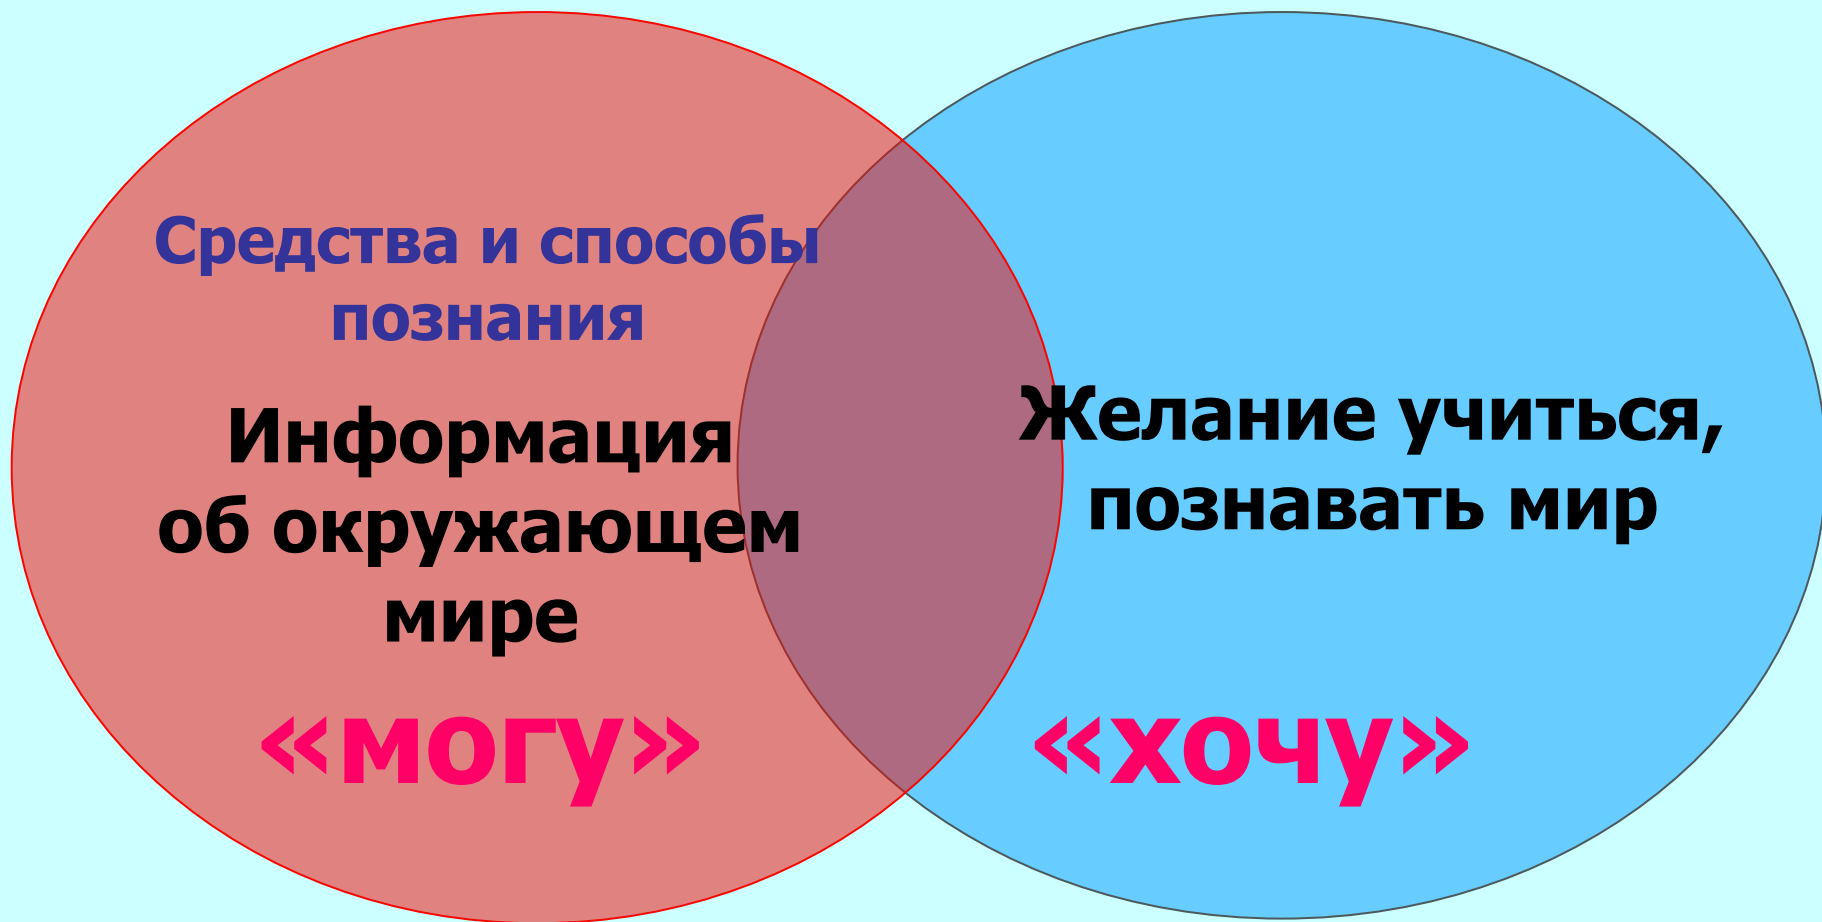 Средства и способы
познания
Информация
об окружающем
мире
«могу»
Желание учиться,
познавать мир
«хочу»